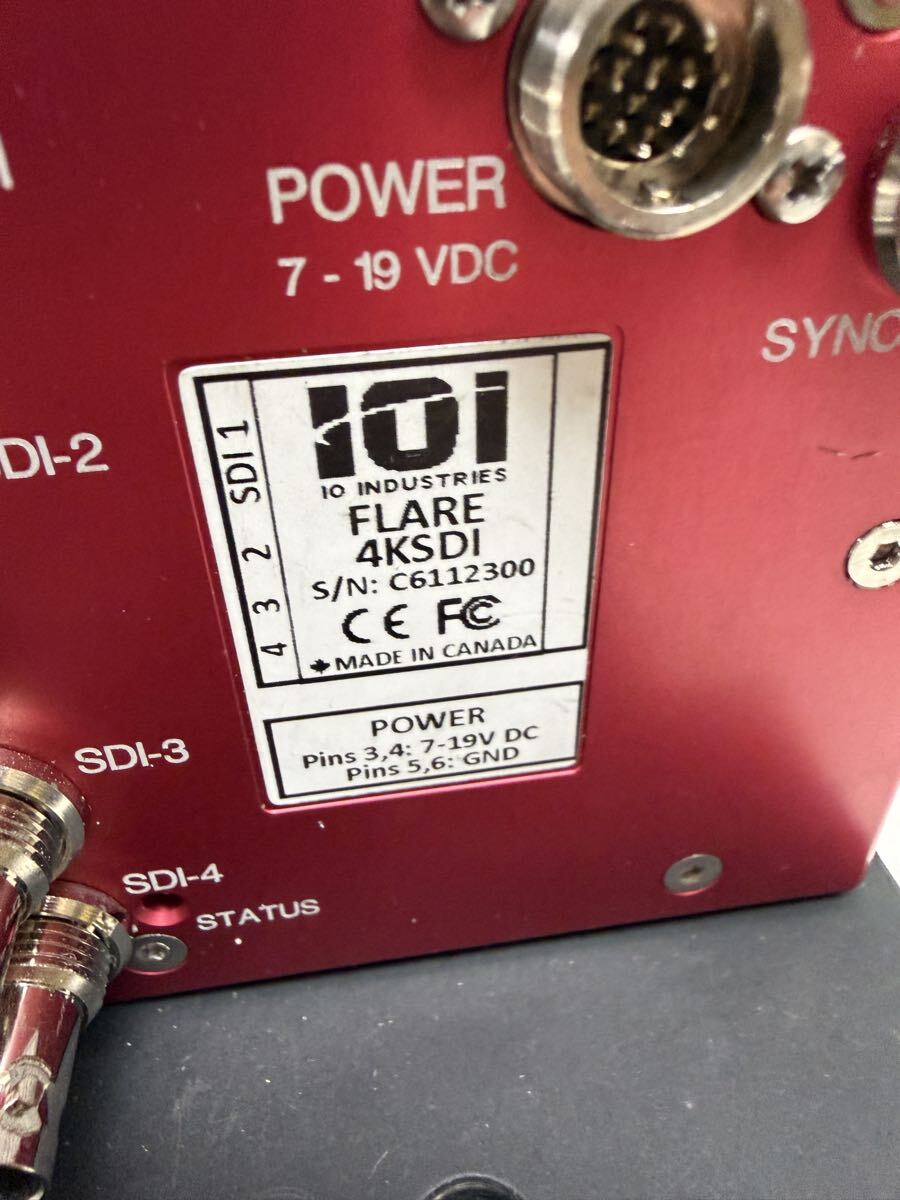 POWER
7 - 19 VDC
SYNC
DI-2
SDI 1
2
3
4
IOI
IO INDUSTRIES
FLARE
4KSDI
S/N: C6112300
CE FC
MADE IN CANADA
POWER
Pins 3,4: 7-19V DC
Pins 5,6: GND
SDI-3
SDI-4
STATUS